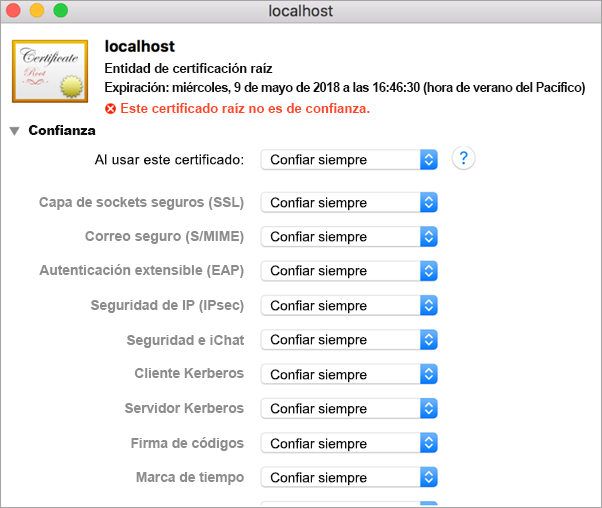 localhost
Certificate
Root
localhost
Entidad de certificación raíz
Expiración: miércoles, 9 de mayo de 2018 a las 16:46:30 (hora de verano del Pacífico)
Este certificado raíz no es de confianza.
Confianza
Al usar este certificado: Confiar siempre ?
Capa de sockets seguros (SSL) Confiar siempre
Correo seguro (S/MIME) Confiar siempre
Autenticación extensible (EAP) Confiar siempre
Seguridad de IP (IPsec) Confiar siempre
Seguridad e iChat Confiar siempre
Cliente Kerberos Confiar siempre
Servidor Kerberos Confiar siempre
Firma de códigos Confiar siempre
Marca de tiempo Confiar siempre